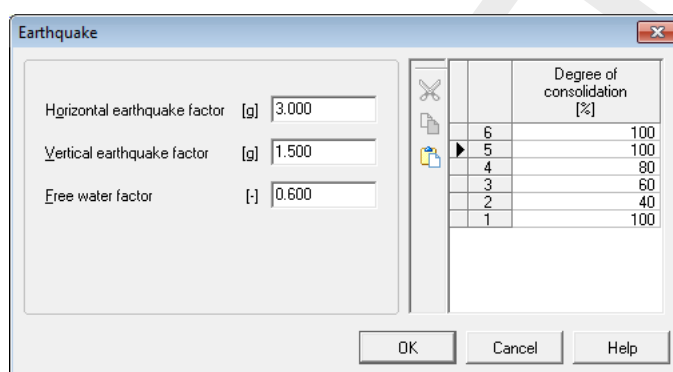 Earthquake
Horizontal earthquake factor [g] 3.000
Vertical earthquake factor [g] 1.500
Free water factor [-] 0.600
Degree of
consolidation
[%]
6 100
5 100
4 80
3 60
2 40
1 100
OK Cancel Help